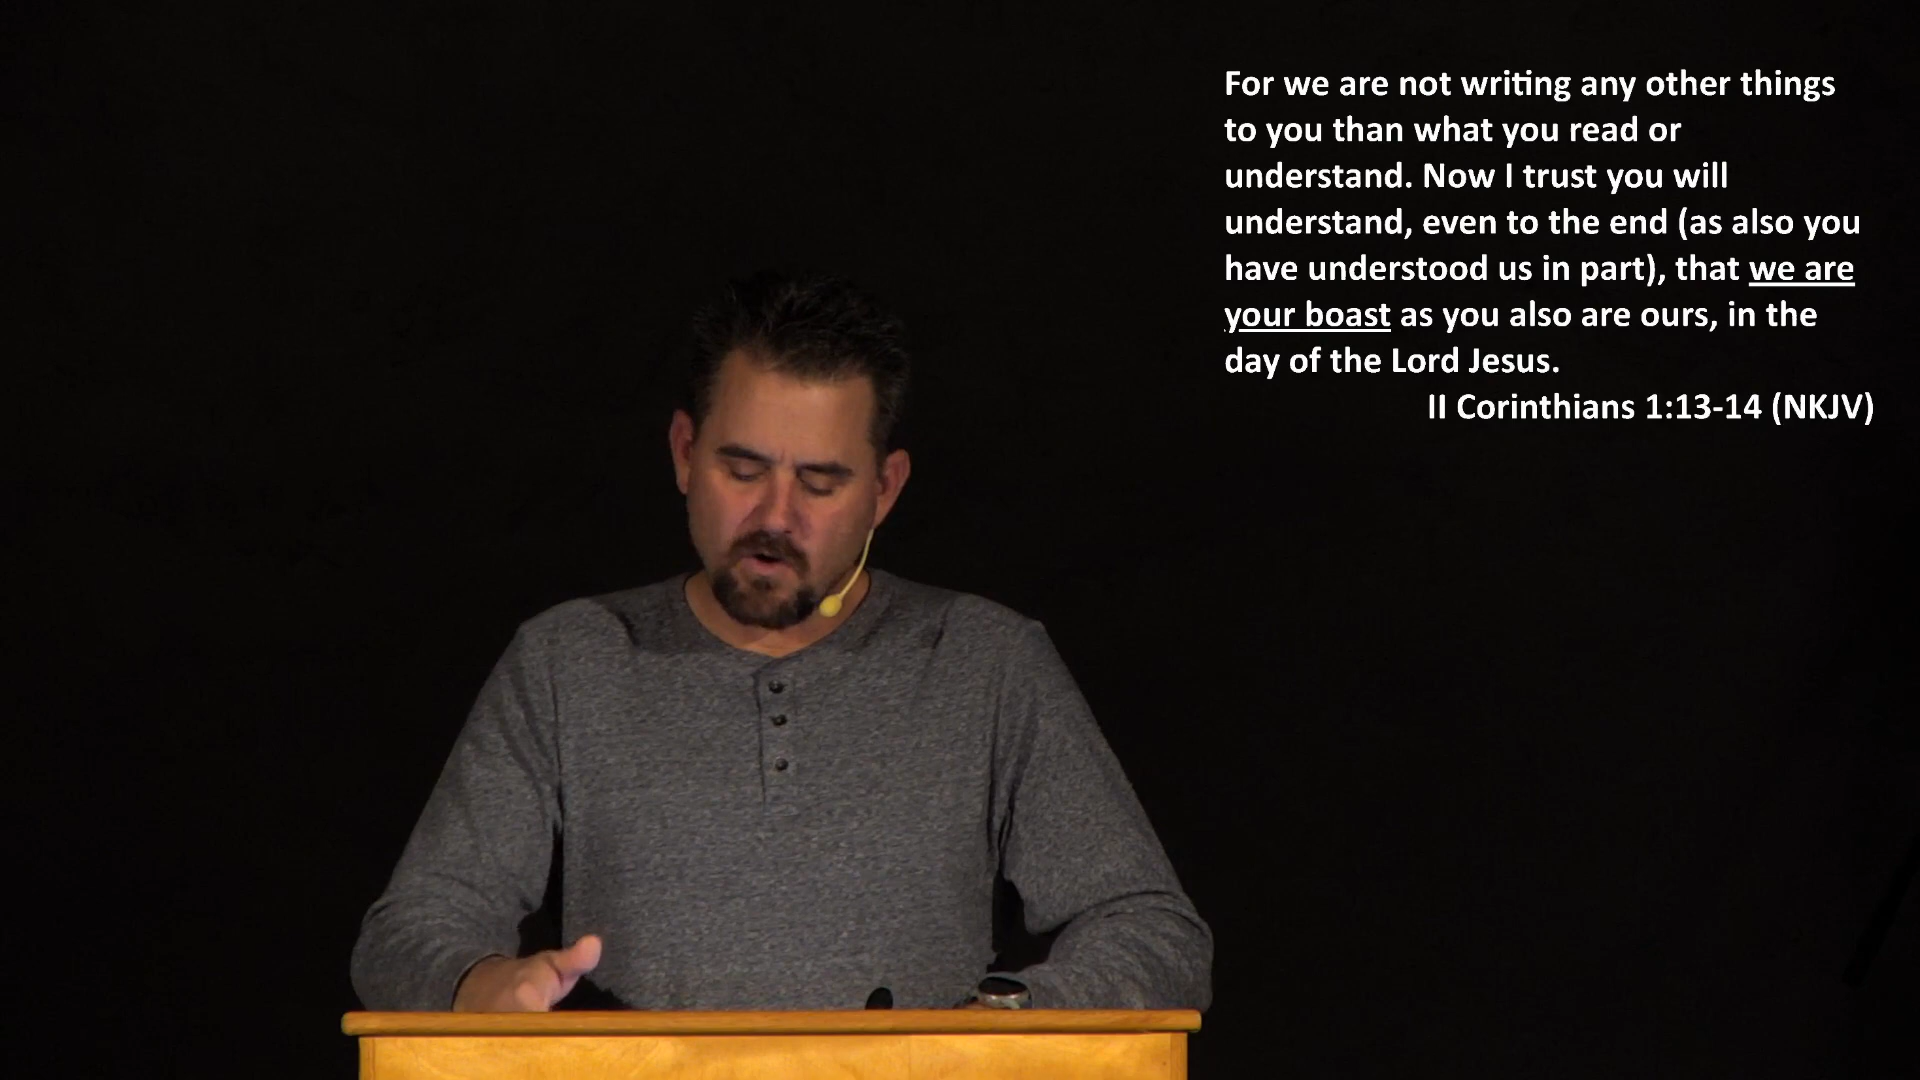 For we are not writing any other things
to you than what you read or
understand. Now I trust you will
understand, even to the end (as also you
have understood us in part), that we are
your boast as you also are ours, in the
day of the Lord Jesus.
II Corinthians 1:13-14 (NKJV)